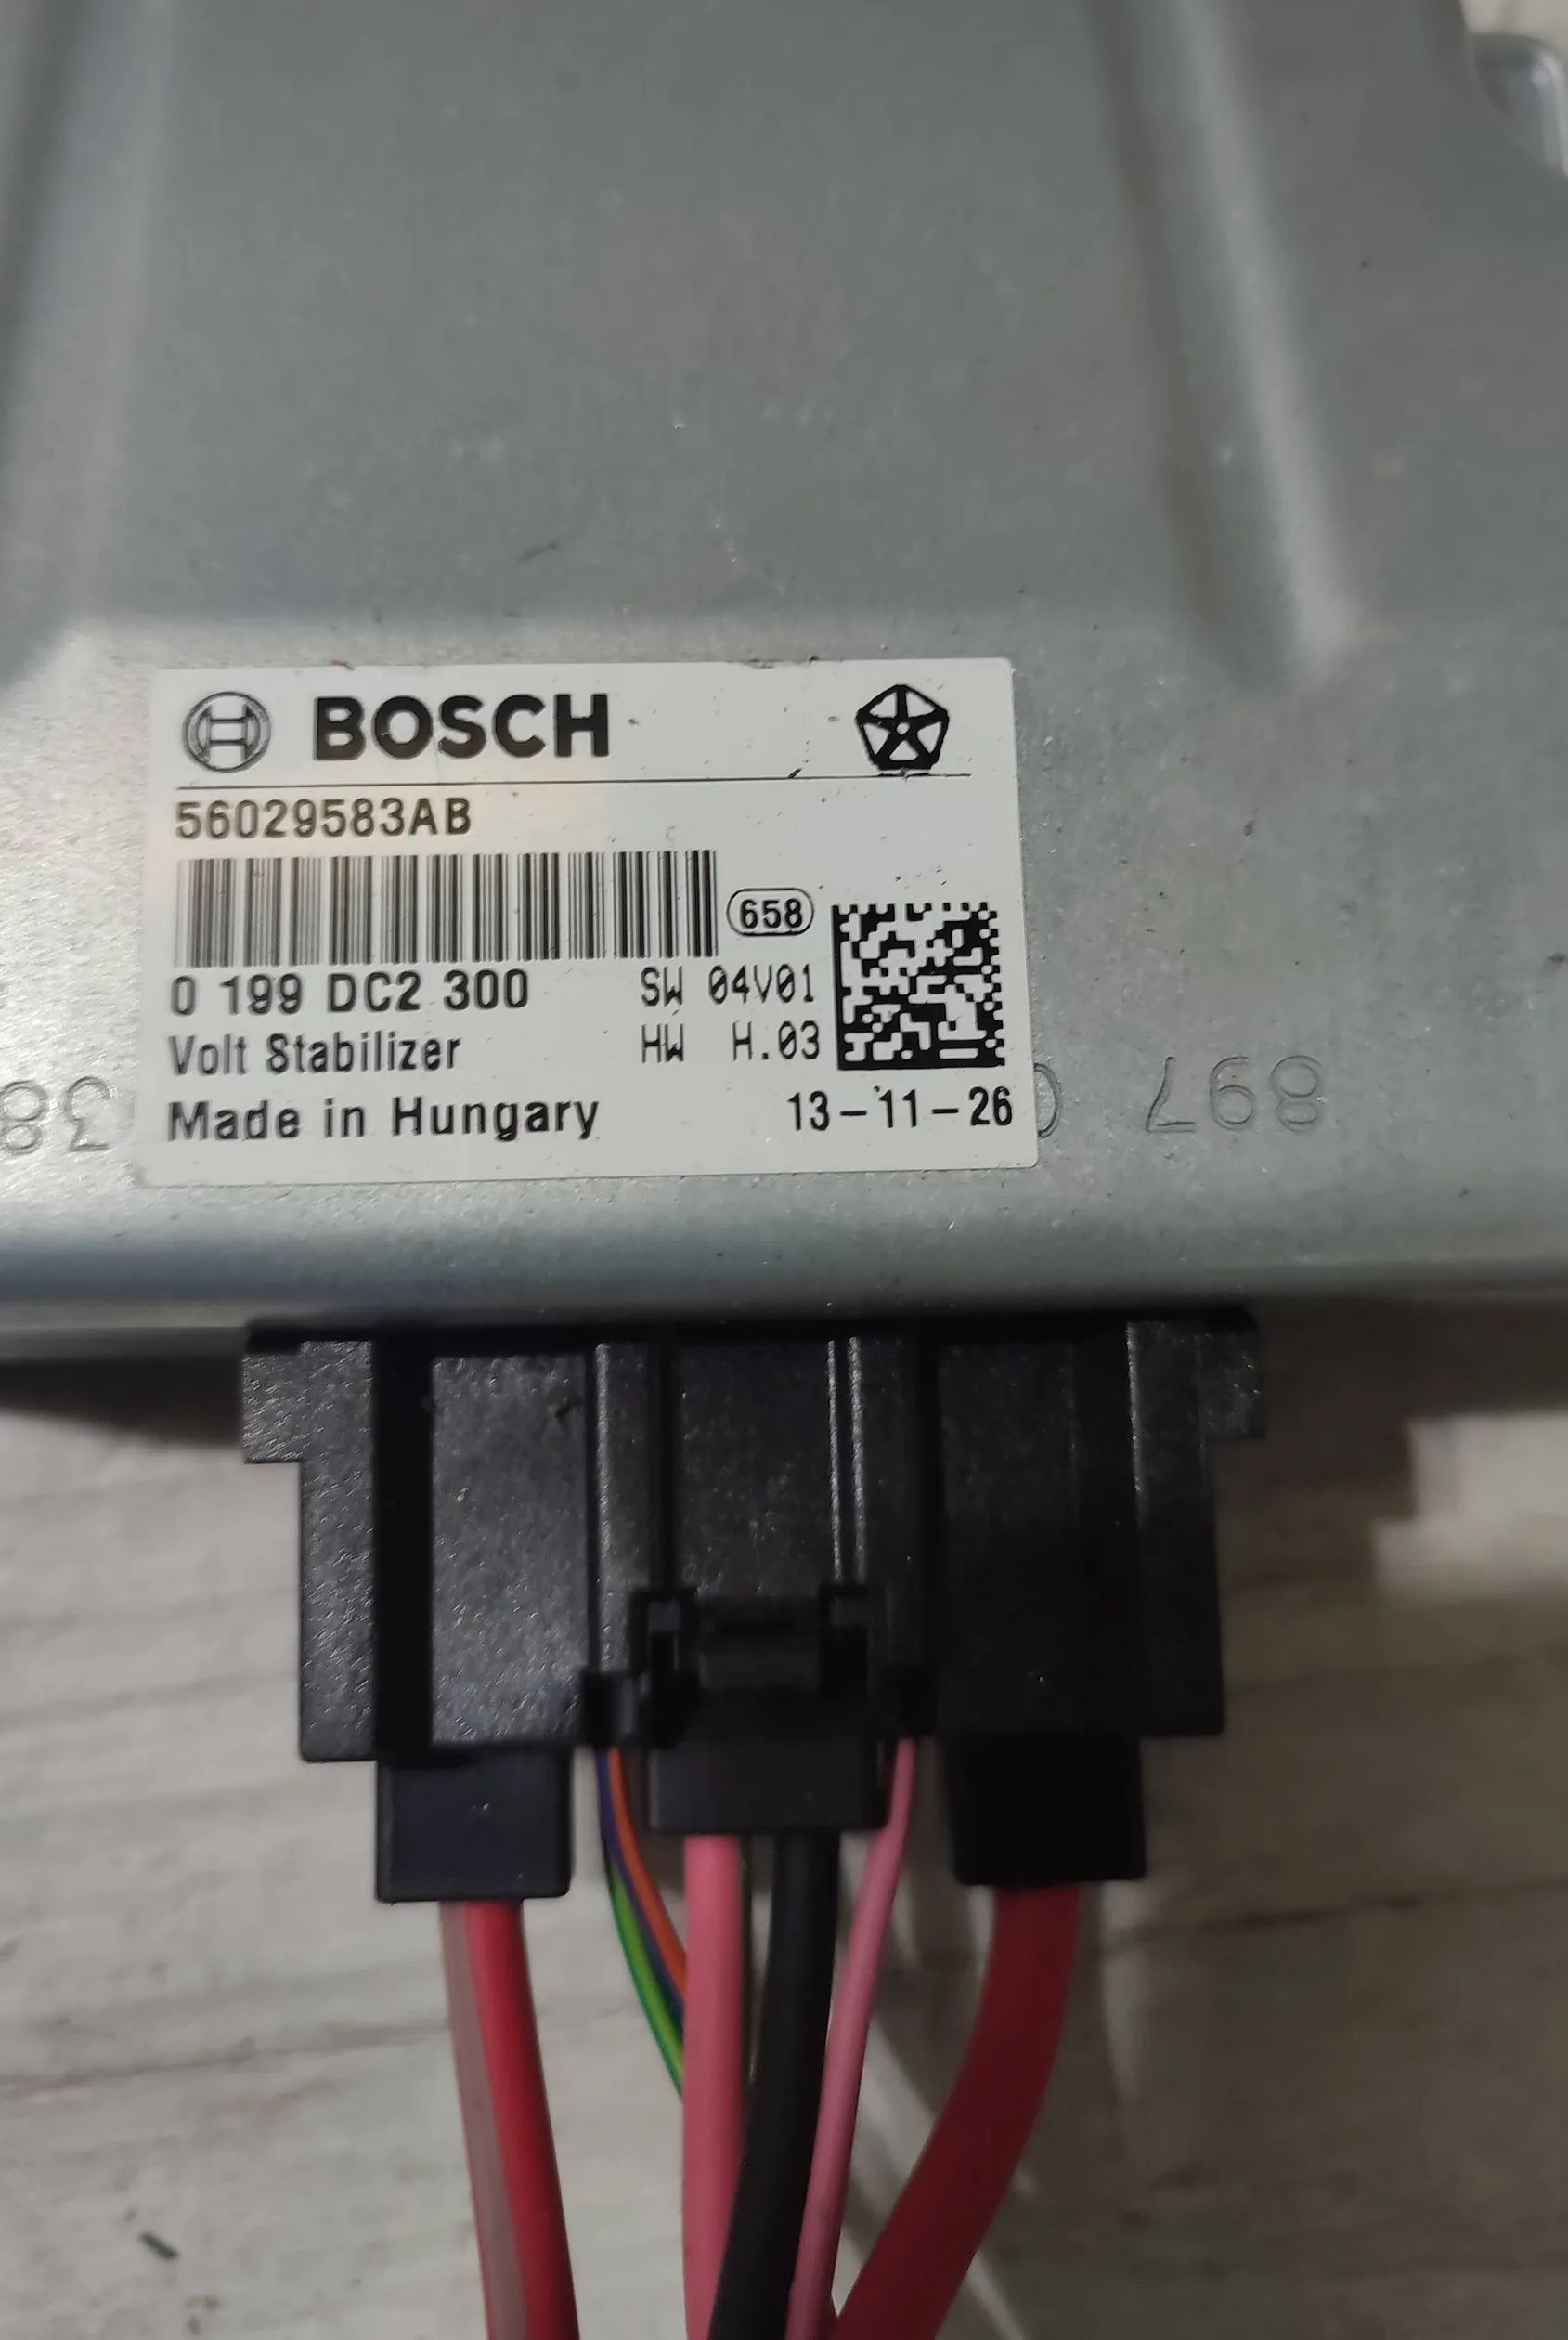 BOSCH
56029583AB
658
0 199 DC2 300 SW 04V01
Volt Stabilizer HW H.03
Made in Hungary 13-11-26
897